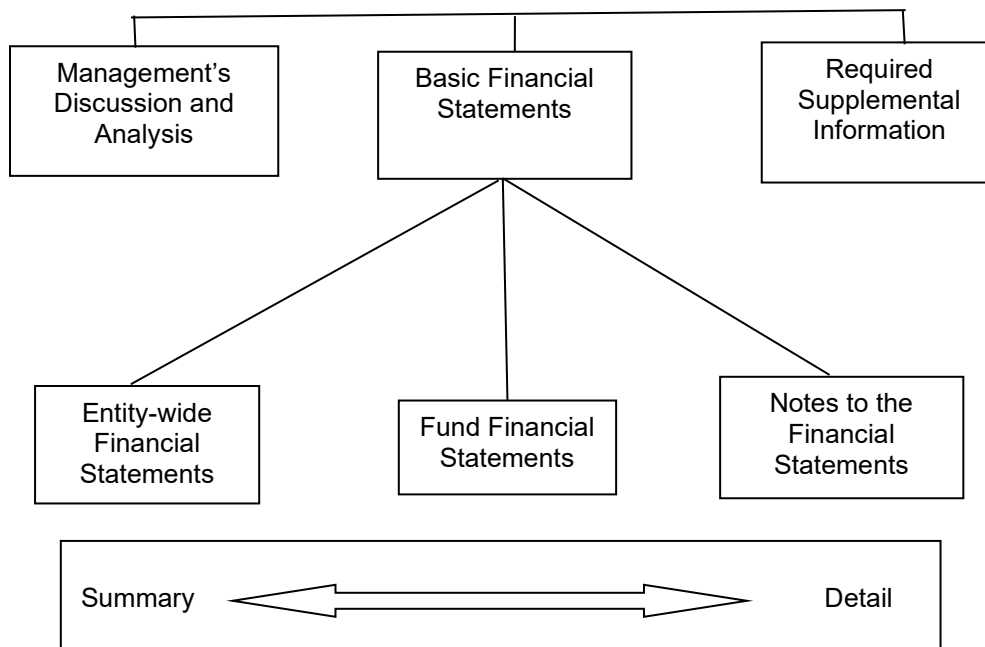 Management’s
Discussion and
Analysis
Basic Financial
Statements
Required
Supplemental
Information
Entity-wide
Financial
Statements
Fund Financial
Statements
Notes to the
Financial
Statements
Summary
Detail